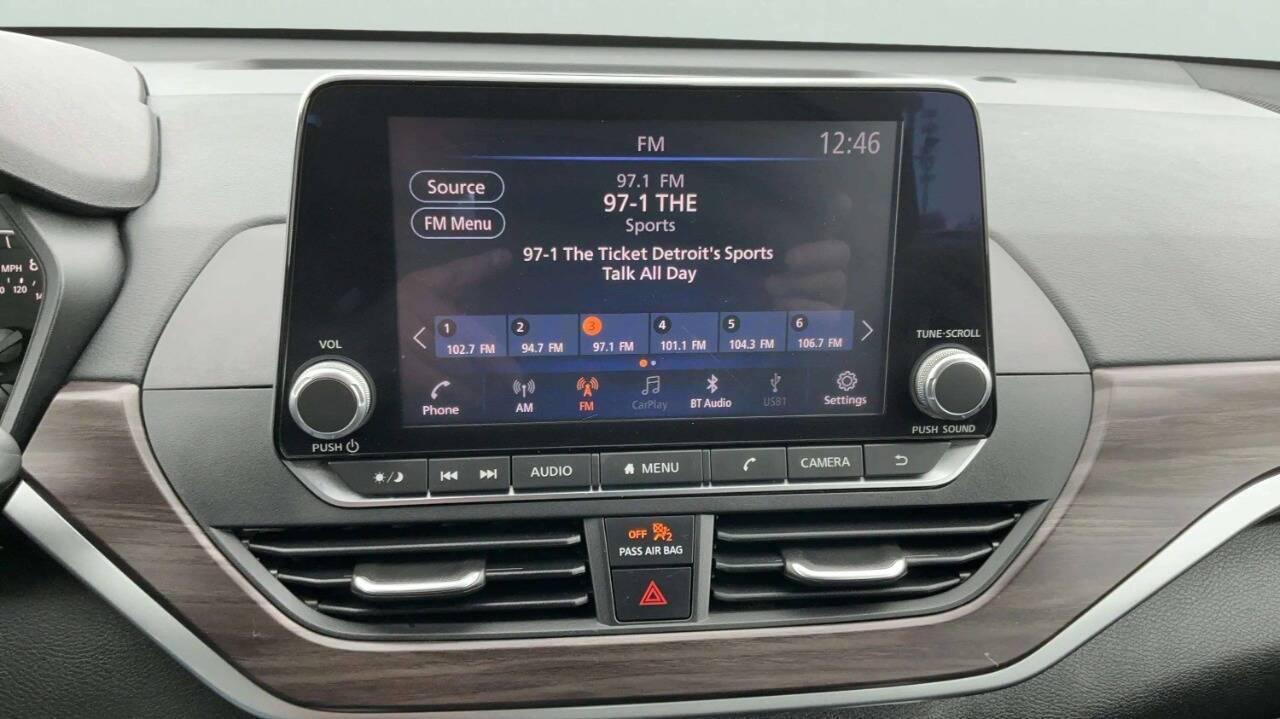 FM
12:46
Source
FM Menu
97.1 FM
97-1 THE
Sports
97-1 The Ticket Detroit's Sports
Talk All Day
1
2
3
4
5
6
102.7 FM
94.7 FM
97.1 FM
101.1 FM
104.3 FM
106.7 FM
Phone
AM
FM
CarPlay
BT Audio
USB1
Settings
VOL
PUSH
TUNE·SCROLL
PUSH SOUND
AUDIO
MENU
CAMERA
OFF
2
PASS AIR BAG
MPH
120